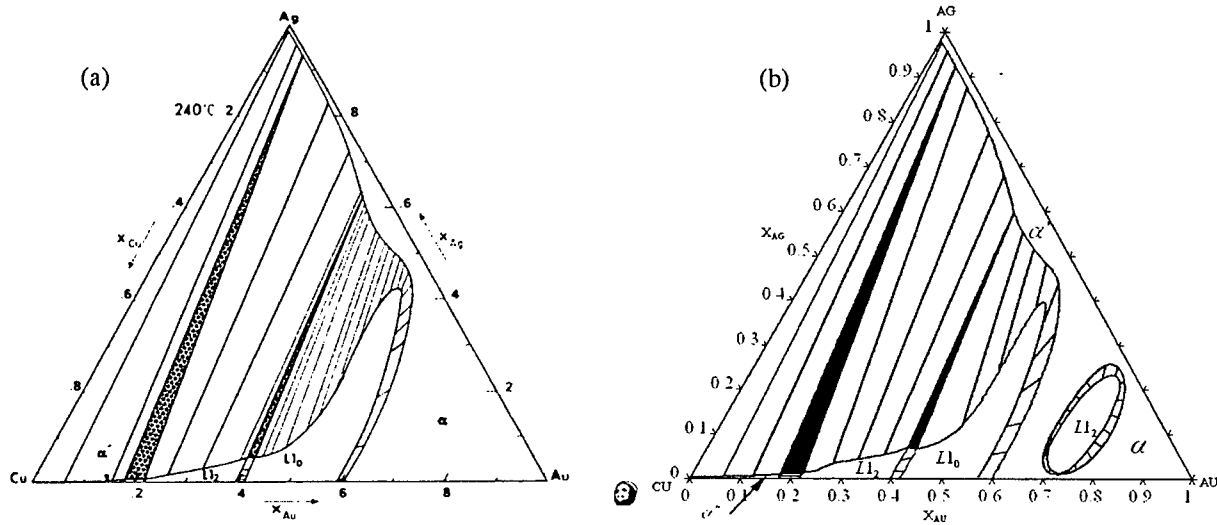 (a)
Ag
240°C
.2
.8
.4
.6
x Cu
x Ag
.6
.4
.8
.2
α'
α
L1₂
L1₀
Cu
.2
.4
.6
.8
Au
x Au
(b)
AG
1
0.9
0.8
0.7
0.6
X AG
0.5
0.4
0.3
0.2
0.1
0
α'
L1₂
α
L1₂
L1₀
CU
AU
α"
0
0.1
0.2
0.3
0.4
0.5
0.6
0.7
0.8
0.9
1
X AU